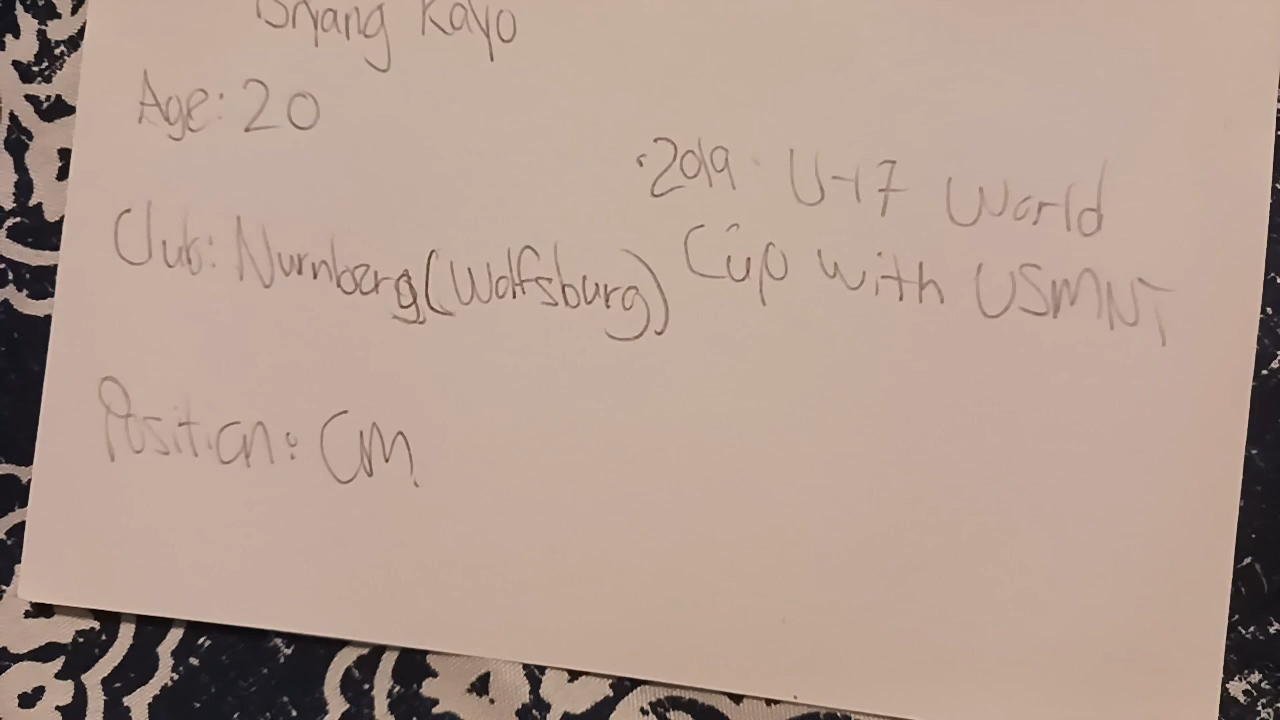 Bryang Kayo
Age: 20
·2019 U-17 World
Cup with USMNT
Club: Nurnberg (Wolfsburg)
Position: CM